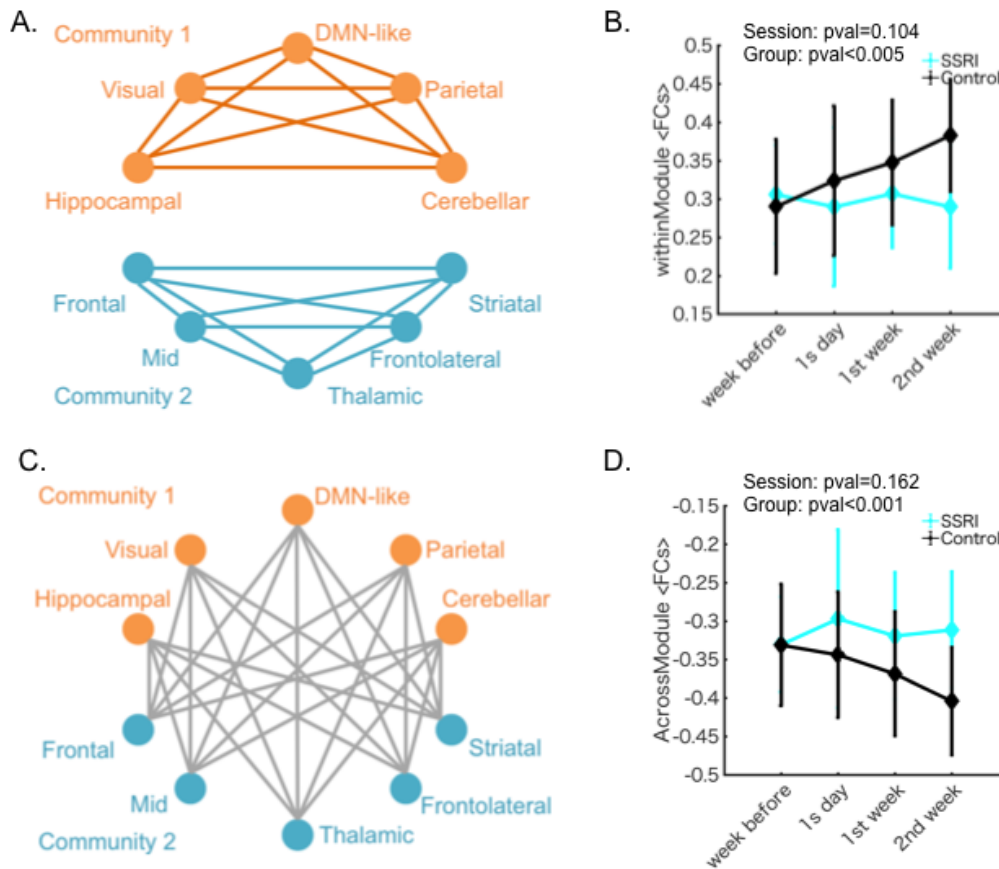 A.
Community 1
DMN-like
Visual
Parietal
Hippocampal
Cerebellar
Frontal
Striatal
Mid
Frontolateral
Community 2
Thalamic
B.
Session: pval=0.104
Group: pval<0.005
SSRI
Control
withinModule <FCs>
0.5
0.45
0.4
0.35
0.3
0.25
0.2
0.15
week before
1s day
1st week
2nd week
C.
Community 1
DMN-like
Visual
Parietal
Hippocampal
Cerebellar
Frontal
Striatal
Mid
Frontolateral
Community 2
Thalamic
D.
Session: pval=0.162
Group: pval<0.001
SSRI
Control
AcrossModule <FCs>
-0.15
-0.2
-0.25
-0.3
-0.35
-0.4
-0.45
-0.5
week before
1s day
1st week
2nd week